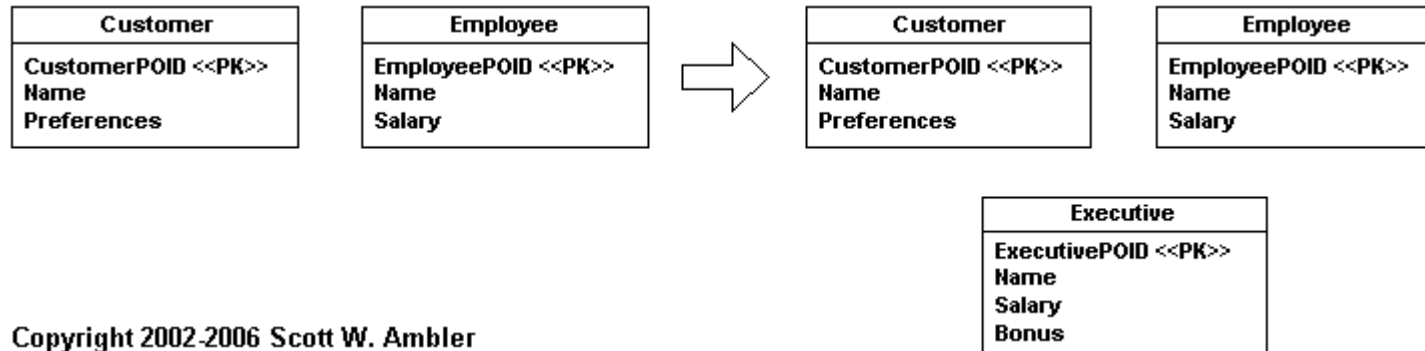 Customer
CustomerPOID <<PK>>
Name
Preferences
Employee
EmployeePOID <<PK>>
Name
Salary
Customer
CustomerPOID <<PK>>
Name
Preferences
Employee
EmployeePOID <<PK>>
Name
Salary
Executive
ExecutivePOID <<PK>>
Name
Salary
Bonus
Copyright 2002-2006 Scott W. Ambler